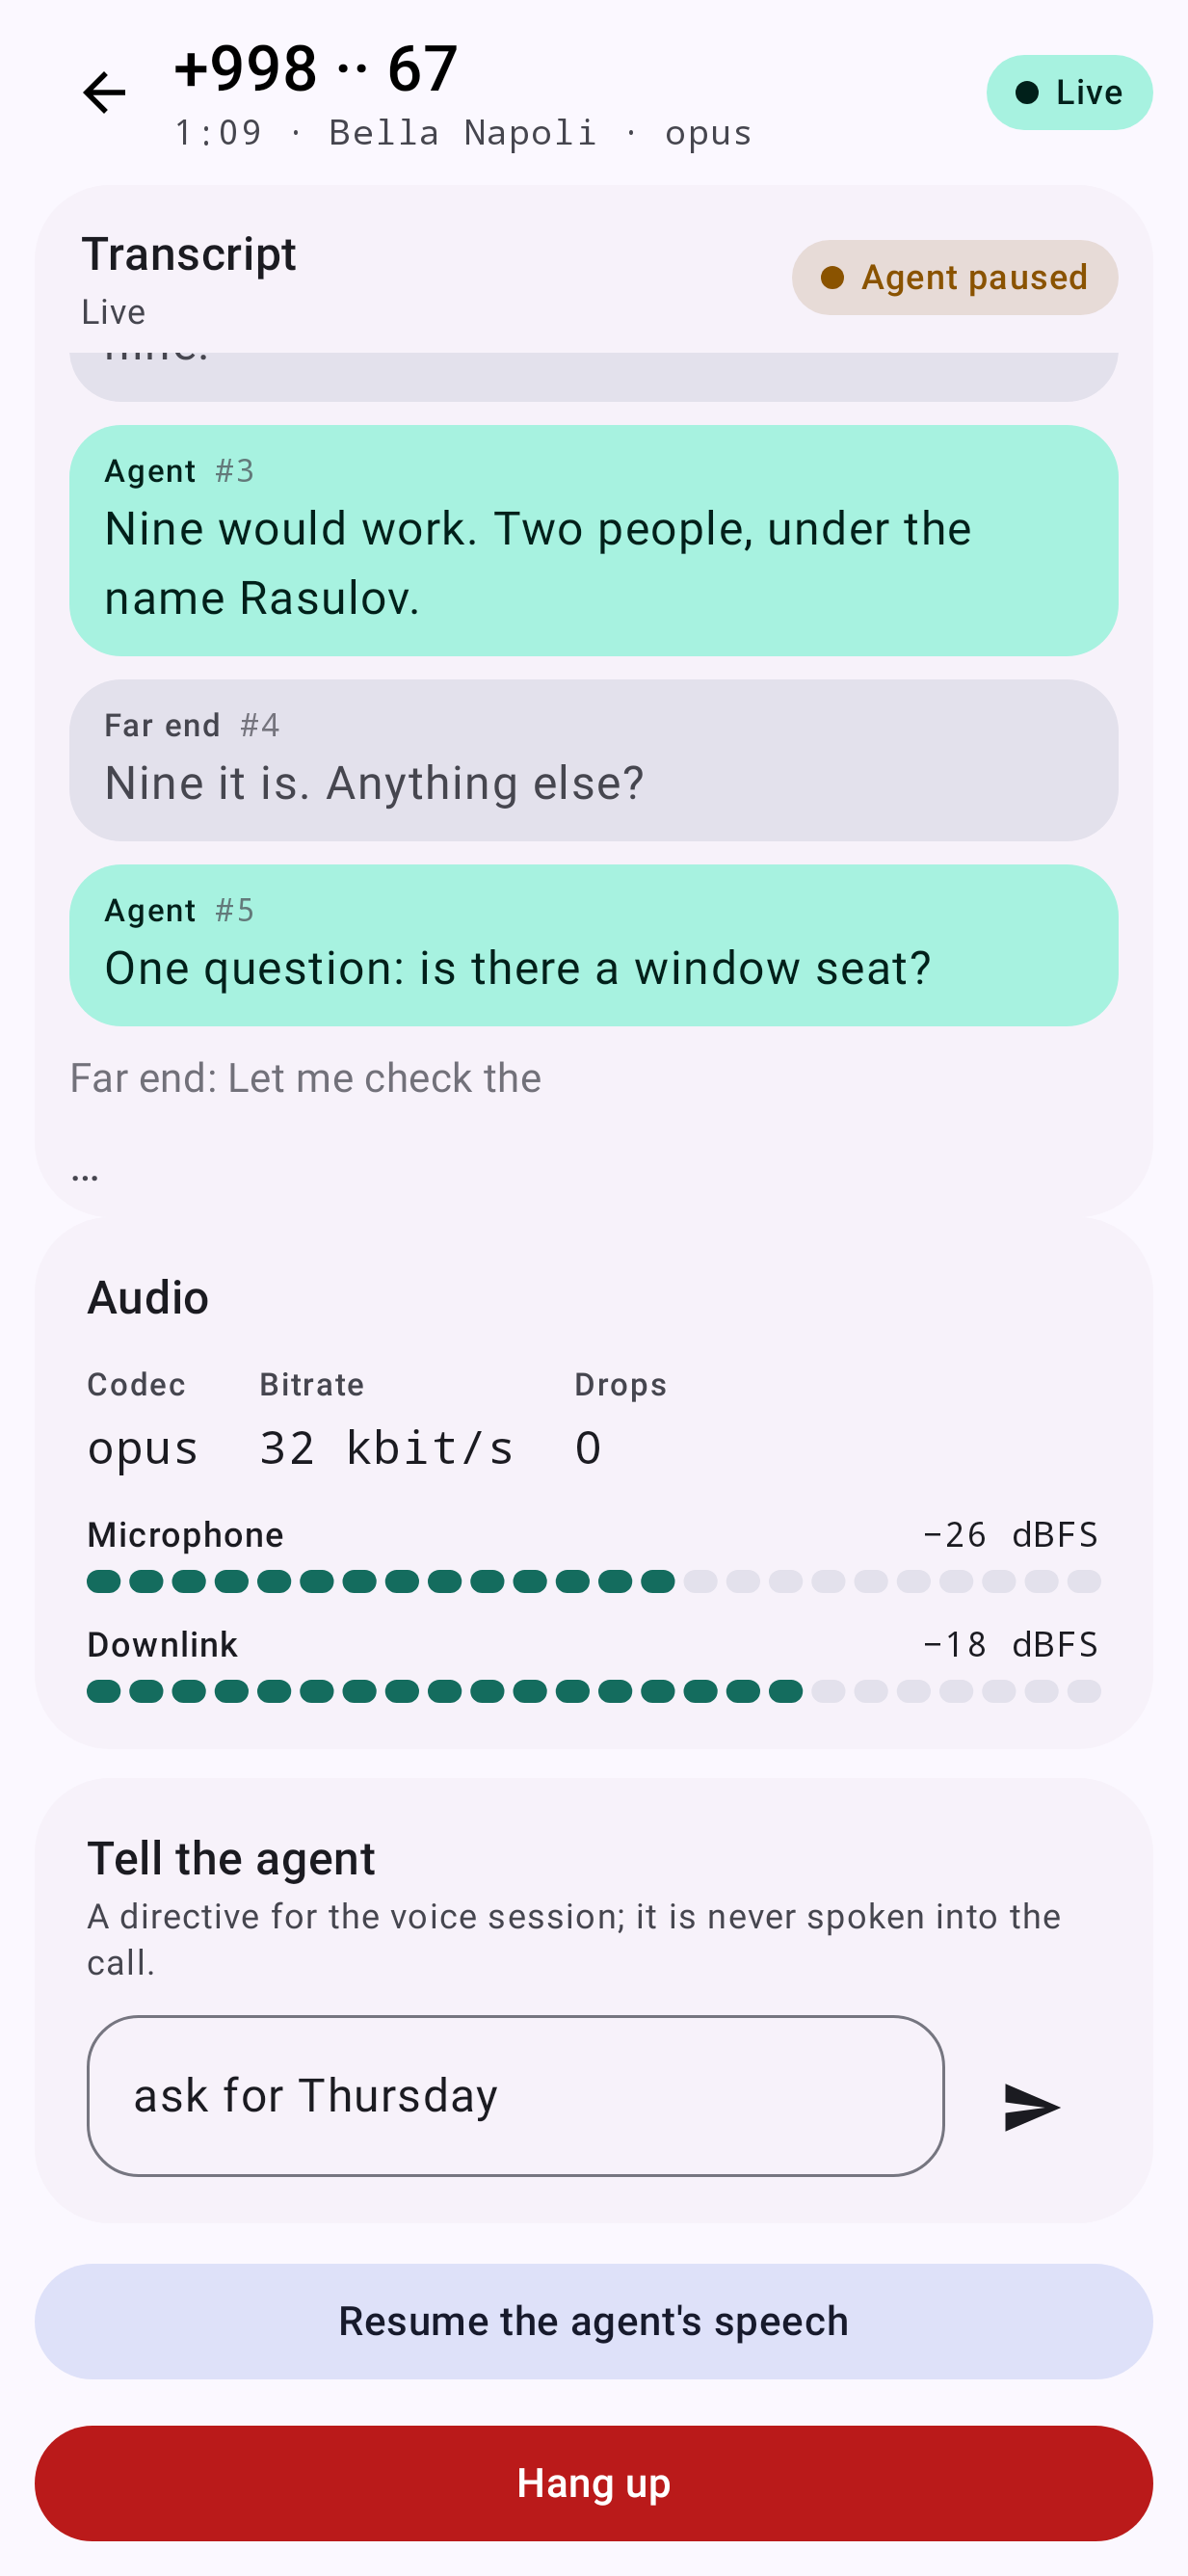 +998 ·· 67
1:09 · Bella Napoli · opus
Live
Transcript
Live
Agent paused
nine.
Agent #3
Nine would work. Two people, under the
name Rasulov.
Far end #4
Nine it is. Anything else?
Agent #5
One question: is there a window seat?
Far end: Let me check the
…
Audio
Codec Bitrate Drops
opus 32 kbit/s 0
Microphone −26 dBFS
Downlink −18 dBFS
Tell the agent
A directive for the voice session; it is never spoken into the
call.
ask for Thursday
Resume the agent's speech
Hang up